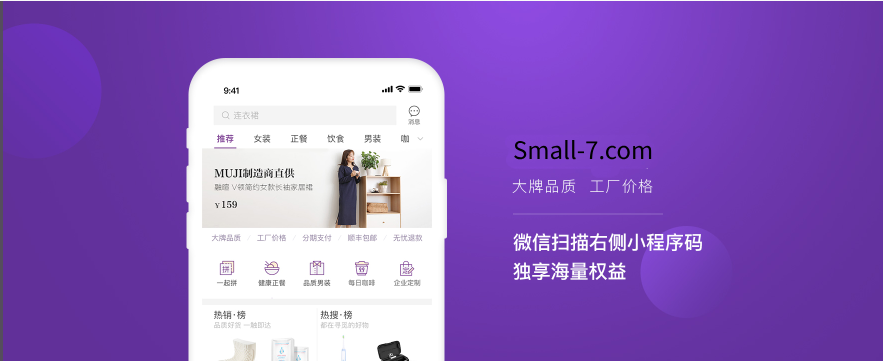 9:41
连衣裙
消息
推荐 女装 正餐 饮食 男装 咖
MUJI制造商直供
融暄 V领简约女款长袖家居裙
¥159
大牌品质 / 工厂价格 / 分期支付 / 顺丰包邮 / 无忧退款
拼
一起拼 健康正餐 品质男装 每日咖啡 企业定制
热销·榜 热搜·榜
品质好货 一触即达 都在寻觅的好物
Small-7.com
大牌品质 工厂价格
微信扫描右侧小程序码
独享海量权益